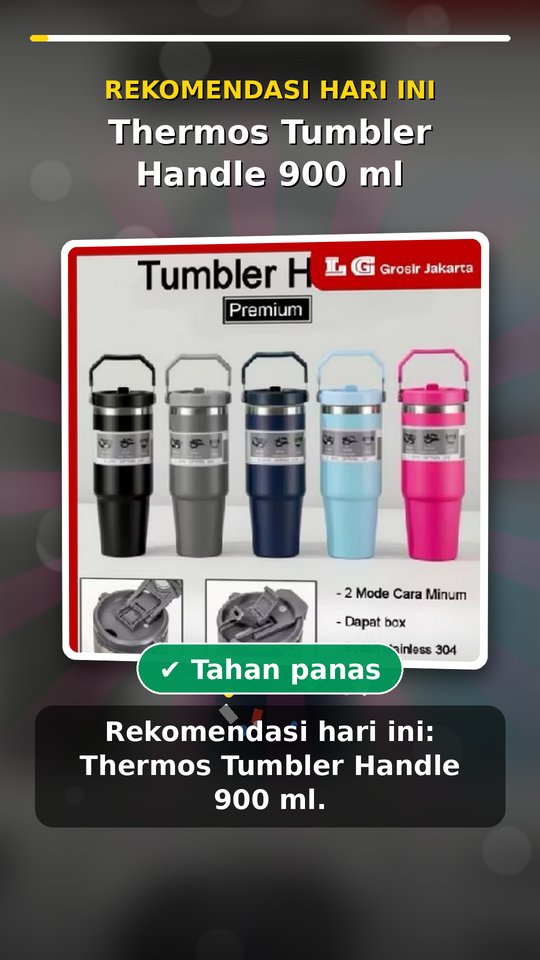 REKOMENDASI HARI INI
Thermos Tumbler
Handle 900 ml
Tumbler H
LG Grosir Jakarta
Premium
- 2 Mode Cara Minum
- Dapat box
ainless 304
✔ Tahan panas
Rekomendasi hari ini:
Thermos Tumbler Handle
900 ml.